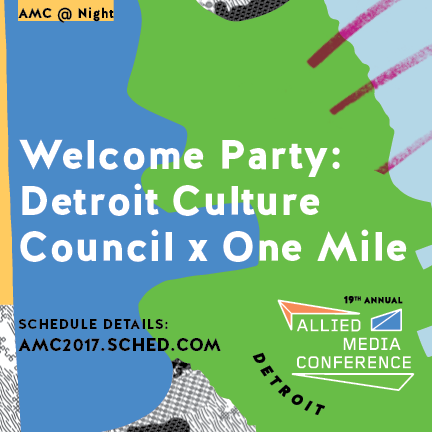 AMC @ Night
Welcome Party:
Detroit Culture
Council x One Mile
SCHEDULE DETAILS:
AMC2017.SCHED.COM
19TH ANNUAL
ALLIED
MEDIA
CONFERENCE
DETROIT